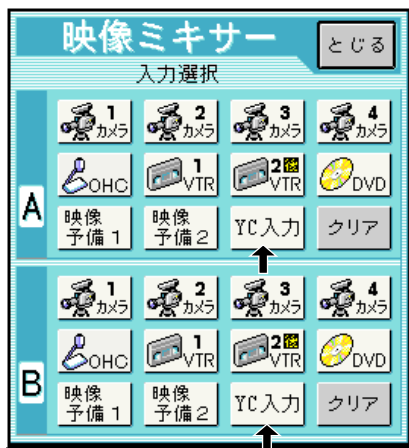 映像ミキサー
とじる
入力選択
A
1 カメラ
2 カメラ
3 カメラ
4 カメラ
OHC
1 VTR
2 VTR
DVD
映像
予備1
映像
予備2
YC入力
クリア
B
1 カメラ
2 カメラ
3 カメラ
4 カメラ
OHC
1 VTR
2 VTR
DVD
映像
予備1
映像
予備2
YC入力
クリア